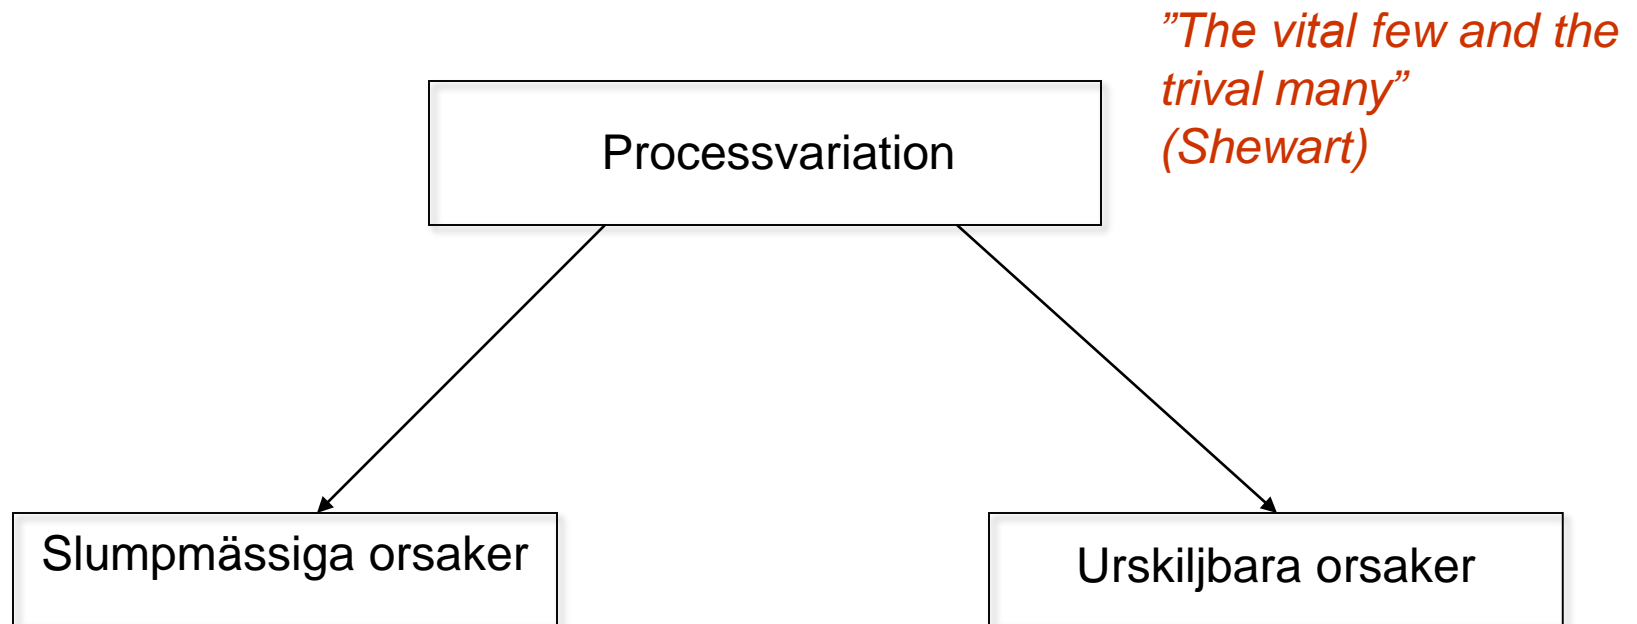 ”The vital few and the
trival many”
(Shewart)
Processvariation
Slumpmässiga orsaker
Urskiljbara orsaker